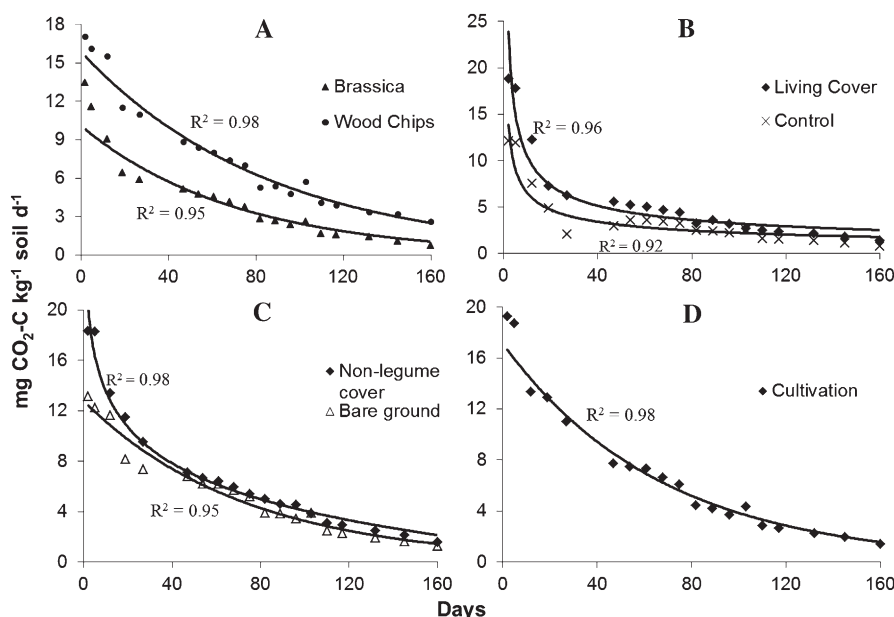 mg CO₂-C kg⁻¹ soil d⁻¹
A
18
15
12
9
6
3
0
0 40 80 120 160
▲ Brassica
● Wood Chips
R² = 0.98
R² = 0.95
B
25
20
15
10
5
0
0 40 80 120 160
◆ Living Cover
× Control
R² = 0.96
R² = 0.92
C
20
16
12
8
4
0
0 40 80 120 160
◆ Non-legume
cover
△ Bare ground
R² = 0.98
R² = 0.95
D
20
16
12
8
4
0
0 40 80 120 160
◆ Cultivation
R² = 0.98
Days